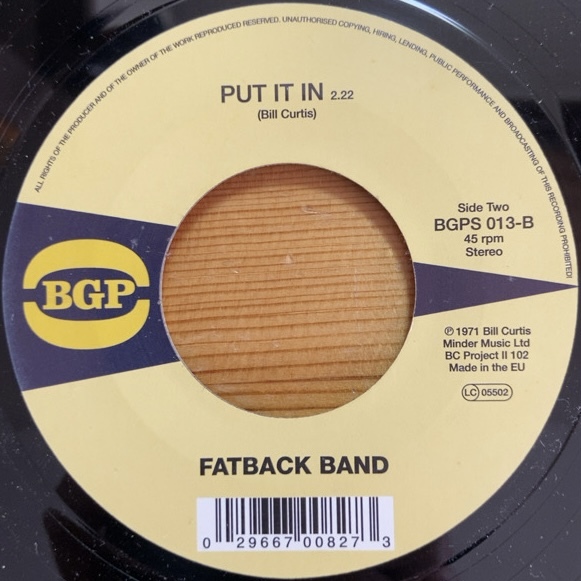 ALL RIGHTS OF THE PRODUCER AND OF THE OWNER OF THE WORK REPRODUCED RESERVED. UNAUTHORISED COPYING, HIRING, LENDING, PUBLIC PERFORMANCE AND BROADCASTING OF THIS RECORDING PROHIBITED!
PUT IT IN 2.22
(Bill Curtis)
Side Two
BGPS 013-B
45 rpm
Stereo
BGP
℗ 1971 Bill Curtis
Minder Music Ltd
BC Project II 102
Made in the EU
LC 05502
FATBACK BAND
0 29667 00827 3